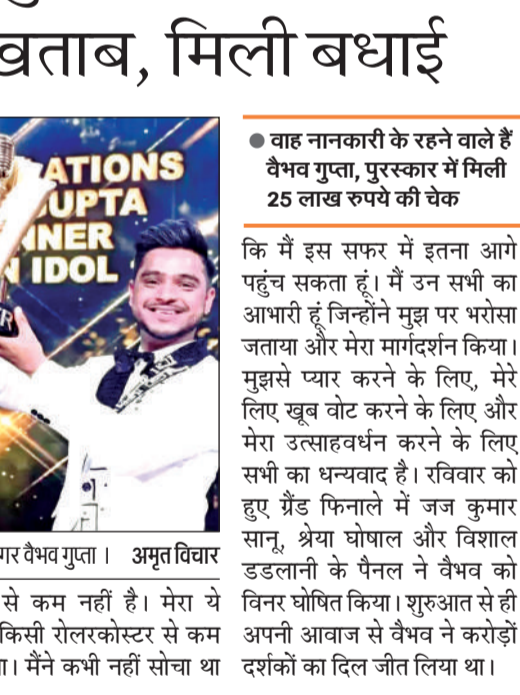 खिताब, मिली बधाई
ATIONS
UPTA
NNER
IDOL
● वाह नानकारी के रहने वाले हैं
वैभव गुप्ता, पुरस्कार में मिली
25 लाख रुपये की चेक
गर वैभव गुप्ता । अमृत विचार
से कम नहीं है। मेरा ये
किसी रोलरकोस्टर से कम
ा। मैंने कभी नहीं सोचा था
कि मैं इस सफर में इतना आगे
पहुंच सकता हूं। मैं उन सभी का
आभारी हूं जिन्होंने मुझ पर भरोसा
जताया और मेरा मार्गदर्शन किया।
मुझसे प्यार करने के लिए, मेरे
लिए खूब वोट करने के लिए और
मेरा उत्साहवर्धन करने के लिए
सभी का धन्यवाद है। रविवार को
हुए ग्रैंड फिनाले में जज कुमार
सानू, श्रेया घोषाल और विशाल
डडलानी के पैनल ने वैभव को
विनर घोषित किया। शुरुआत से ही
अपनी आवाज से वैभव ने करोड़ों
दर्शकों का दिल जीत लिया था।